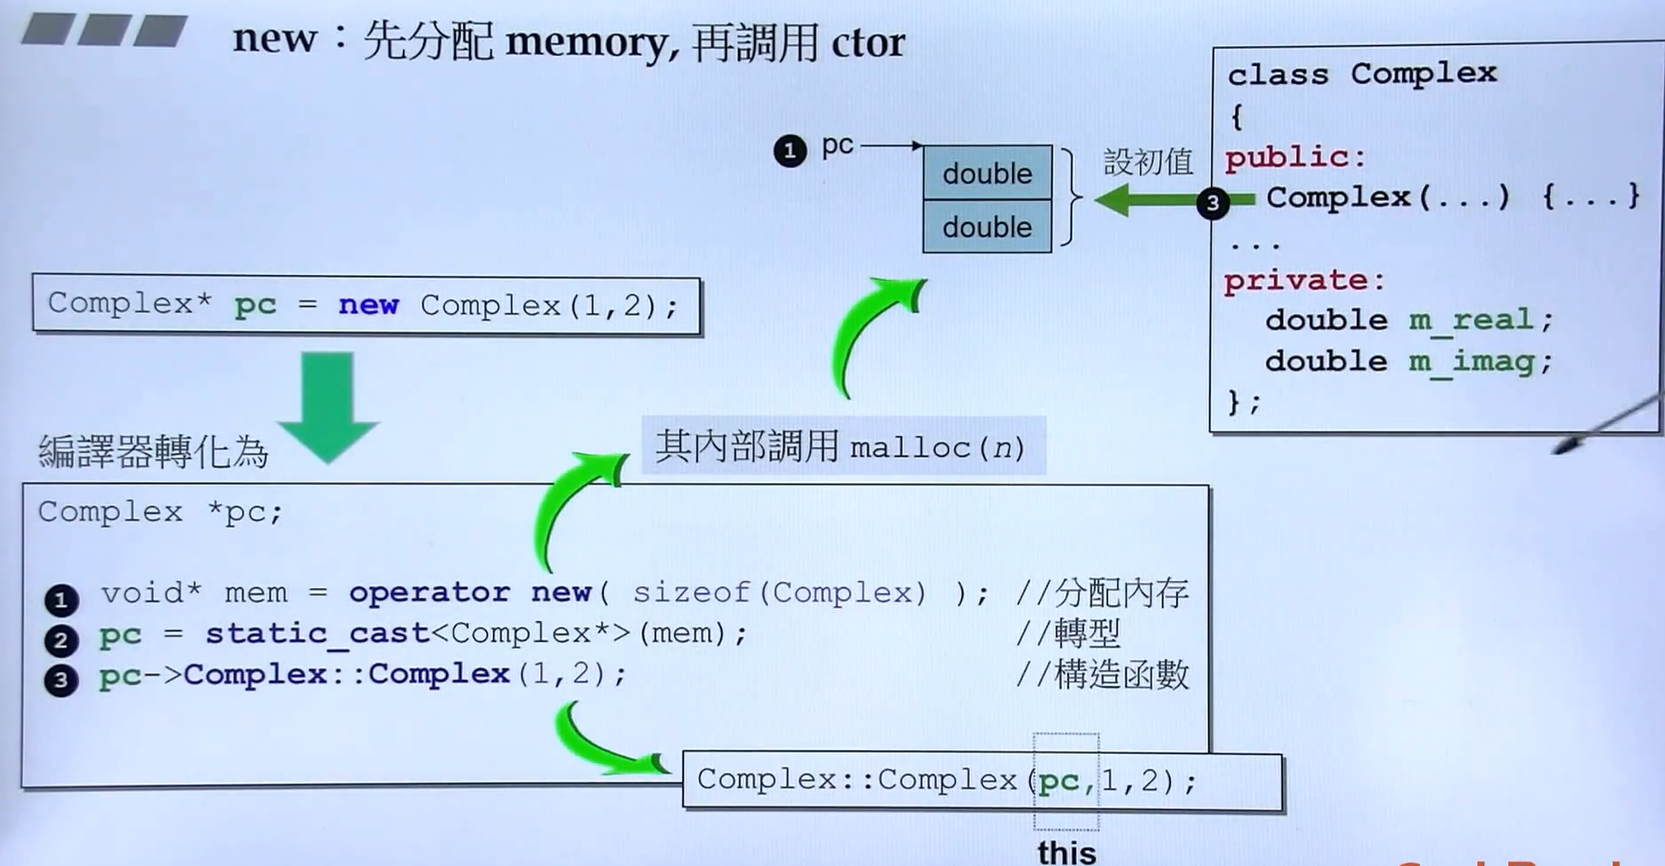 new：先分配 memory, 再調用 ctor
class Complex
{
public:
Complex(...) {...}
...
private:
double m_real;
double m_imag;
};
1 pc
double
double
設初值
3
Complex* pc = new Complex(1,2);
編譯器轉化為
其內部調用 malloc(n)
Complex *pc;
1 void* mem = operator new( sizeof(Complex) ); //分配內存
2 pc = static_cast<Complex*>(mem); //轉型
3 pc->Complex::Complex(1,2); //構造函數
Complex::Complex(pc,1,2);
this